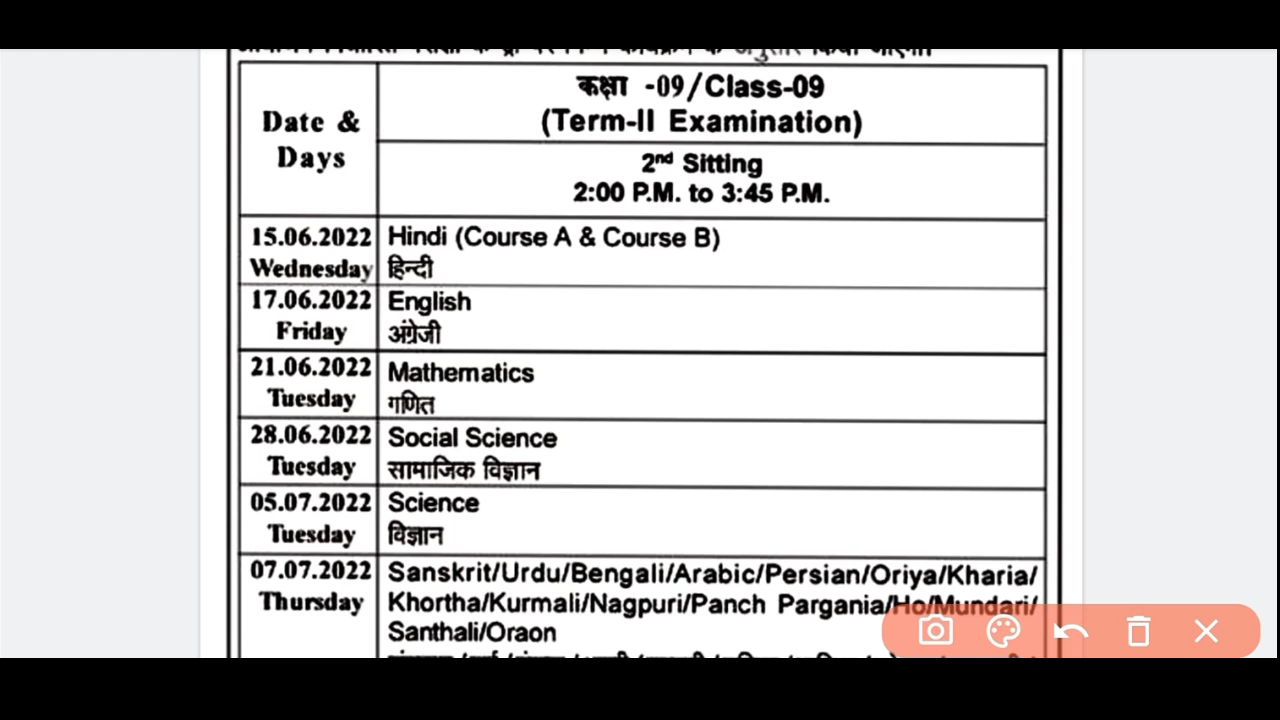 कक्षा -09/Class-09
(Term-II Examination)
Date &
Days
2nd Sitting
2:00 P.M. to 3:45 P.M.
15.06.2022 Hindi (Course A & Course B)
Wednesday हिन्दी
17.06.2022 English
Friday अंग्रेजी
21.06.2022 Mathematics
Tuesday गणित
28.06.2022 Social Science
Tuesday सामाजिक विज्ञान
05.07.2022 Science
Tuesday विज्ञान
07.07.2022 Sanskrit/Urdu/Bengali/Arabic/Persian/Oriya/Kharia/
Thursday Khortha/Kurmali/Nagpuri/Panch Pargania/Ho/Mundari/
Santhali/Oraon